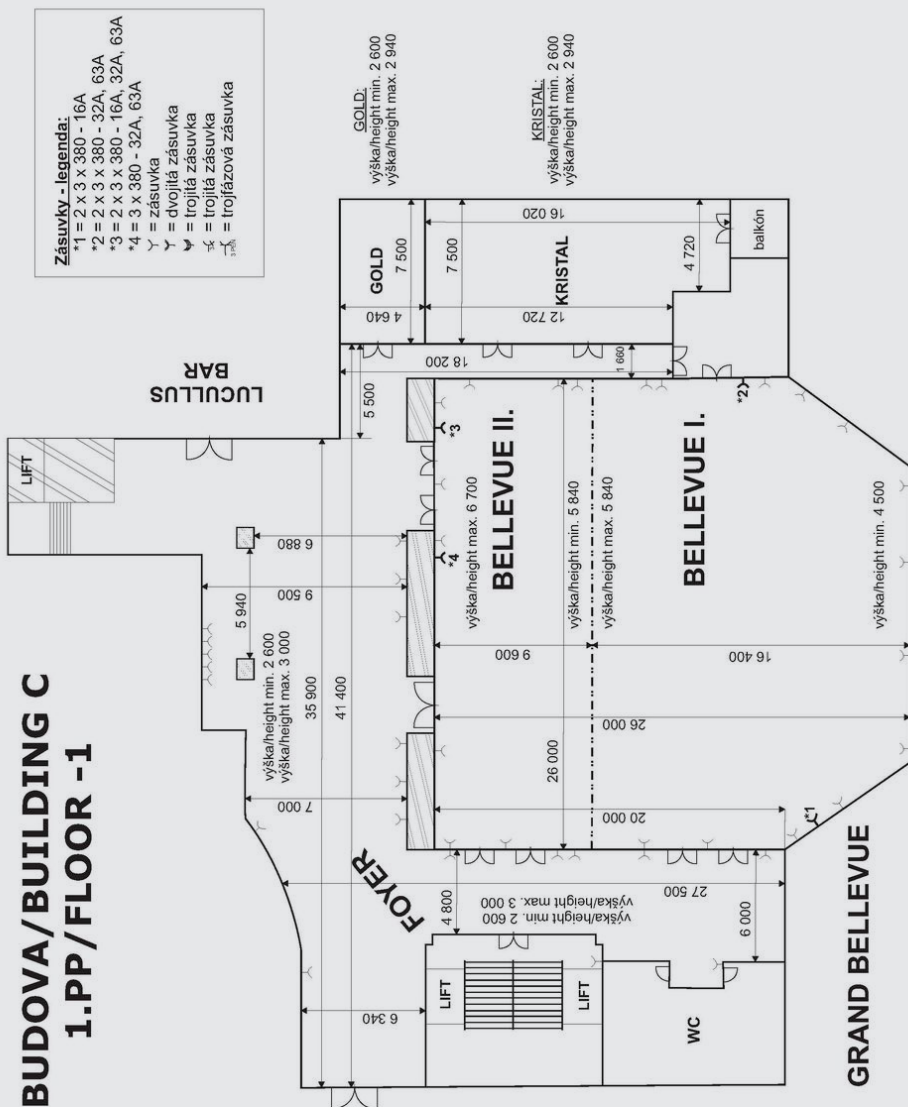 BUDOVA/BUILDING C
1.PP/FLOOR -1
Zásuvky - legenda:
*1 = 2 x 3 x 380 - 16A
*2 = 2 x 3 x 380 - 32A, 63A
*3 = 2 x 3 x 380 - 16A, 32A, 63A
*4 = 3 x 380 - 32A, 63A
= zásuvka
= dvojitá zásuvka
= trojitá zásuvka
= trojitá zásuvka
= trojfázová zásuvka
LIFT
LUCULLUS
BAR
GOLD:
výška/height min. 2 600
výška/height max. 2 940
KRISTAL:
výška/height min. 2 600
výška/height max. 2 940
GOLD
7 500
4 640
KRISTAL
7 500
12 720
16 020
4 720
balkón
5 500
18 200
1 660
6 880
9 500
5 940
výška/height min. 2 600
výška/height max. 3 000
35 900
41 400
7 000
FOYER
6 340
*3
*4
BELLEVUE II.
výška/height max. 6 700
výška/height min. 5 840
9 600
26 000
BELLEVUE I.
výška/height max. 5 840
výška/height min. 4 500
16 400
26 000
20 000
*2
*1
27 500
výška/height min. 2 600
výška/height max. 3 000
4 800
6 000
LIFT
LIFT
WC
GRAND BELLEVUE